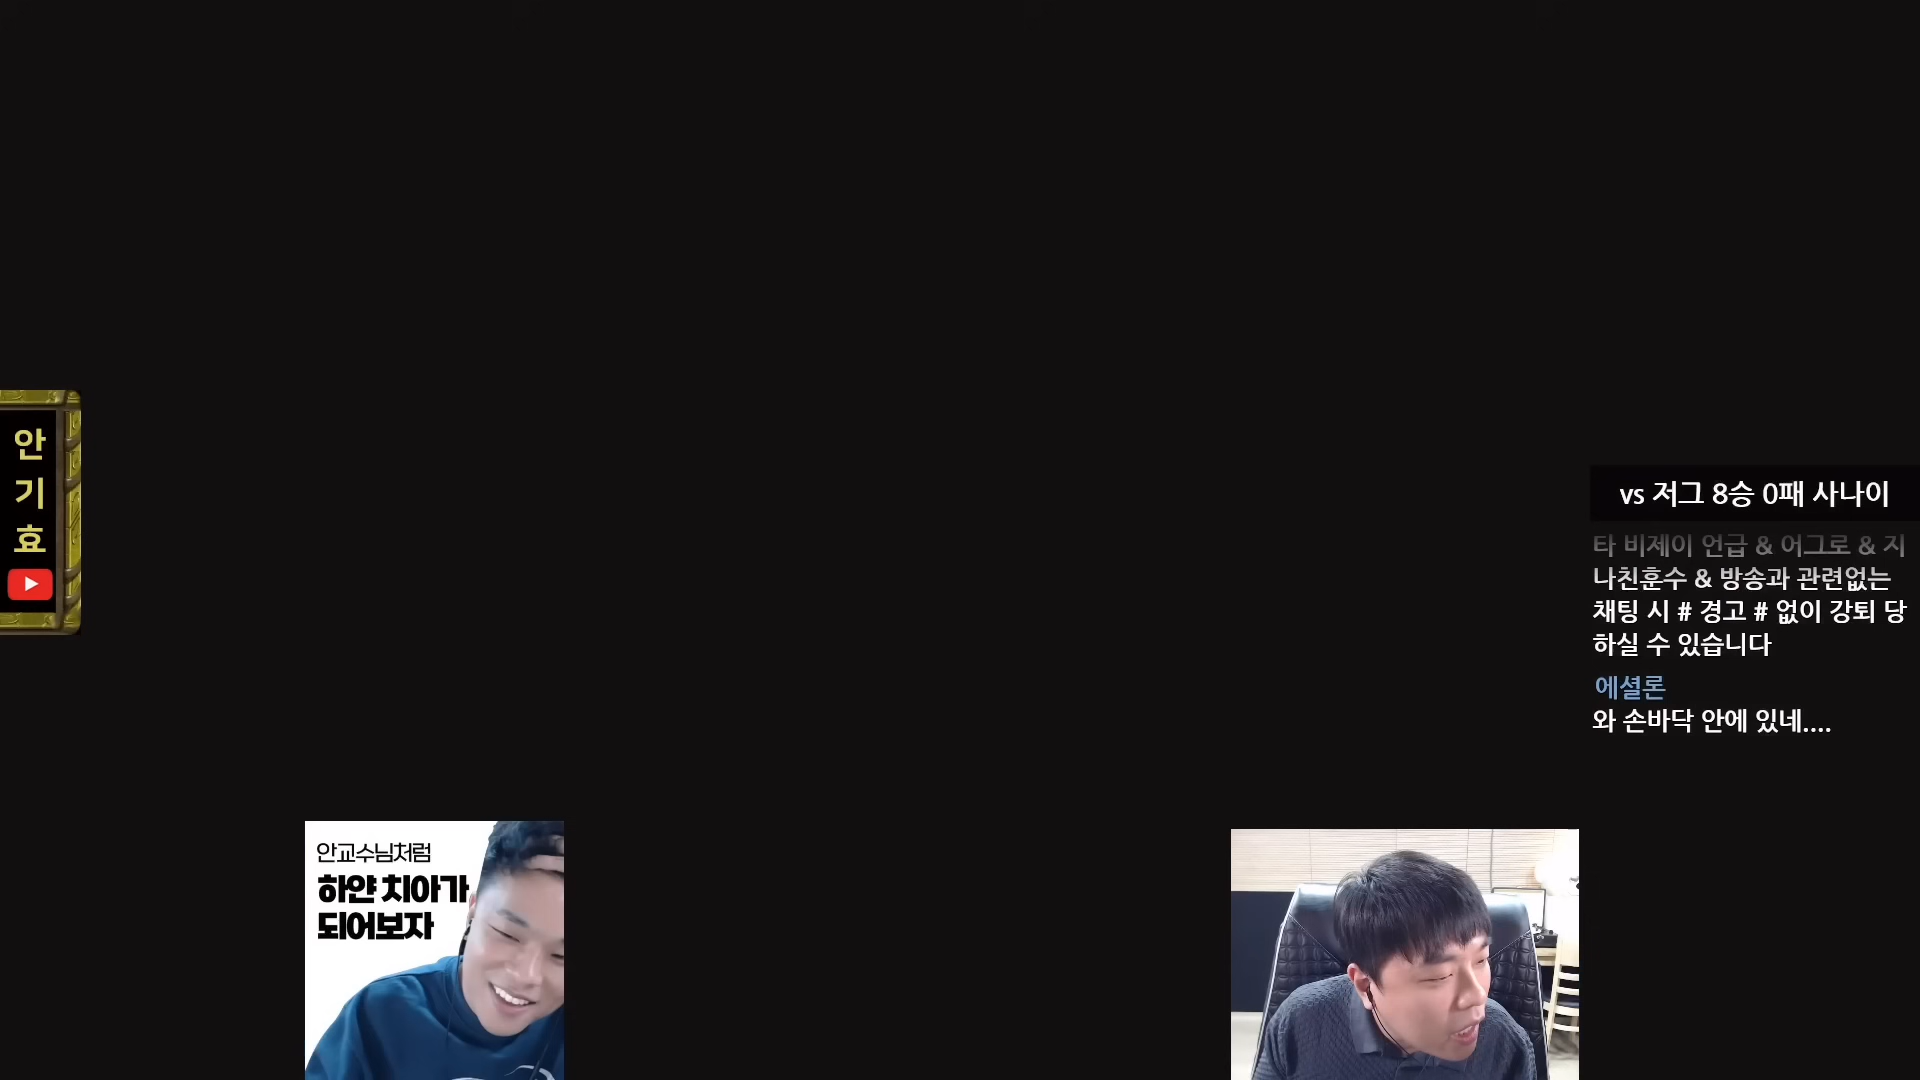 안
기
효
vs 저그 8승 0패 사나이
타 비제이 언급 & 어그로 & 지
나친훈수 & 방송과 관련없는
채팅 시 # 경고 # 없이 강퇴 당
하실 수 있습니다
에셜론
와 손바닥 안에 있네....
안교수님처럼
하얀 치아가
되어보자